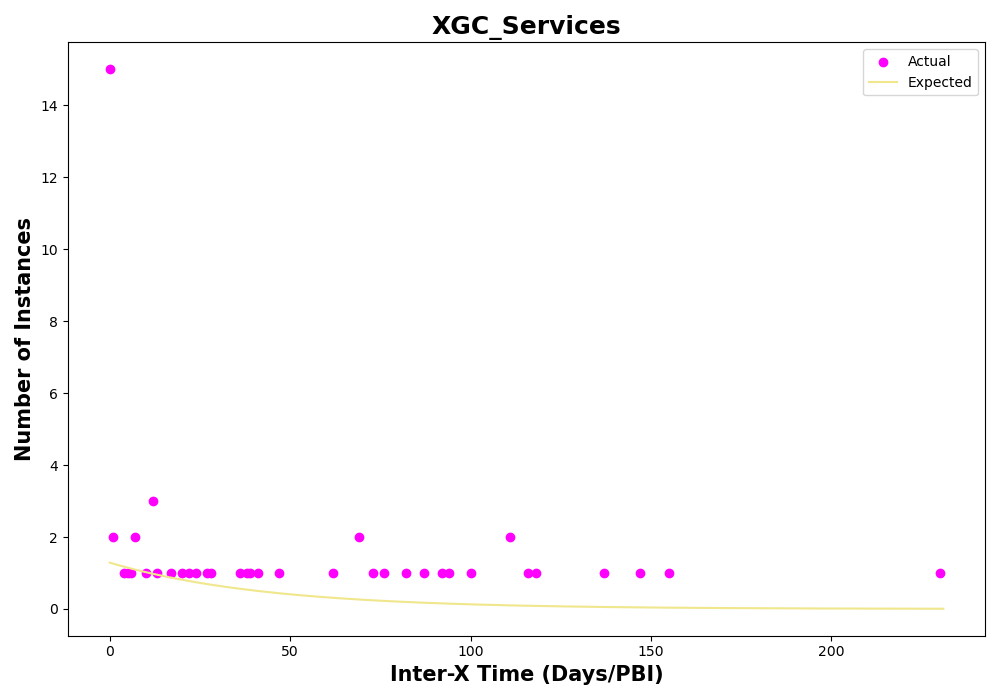 XGC_Services
Actual
Expected
14
12
10
8
6
4
2
0
Number of Instances
0 50 100 150 200
Inter-X Time (Days/PBI)